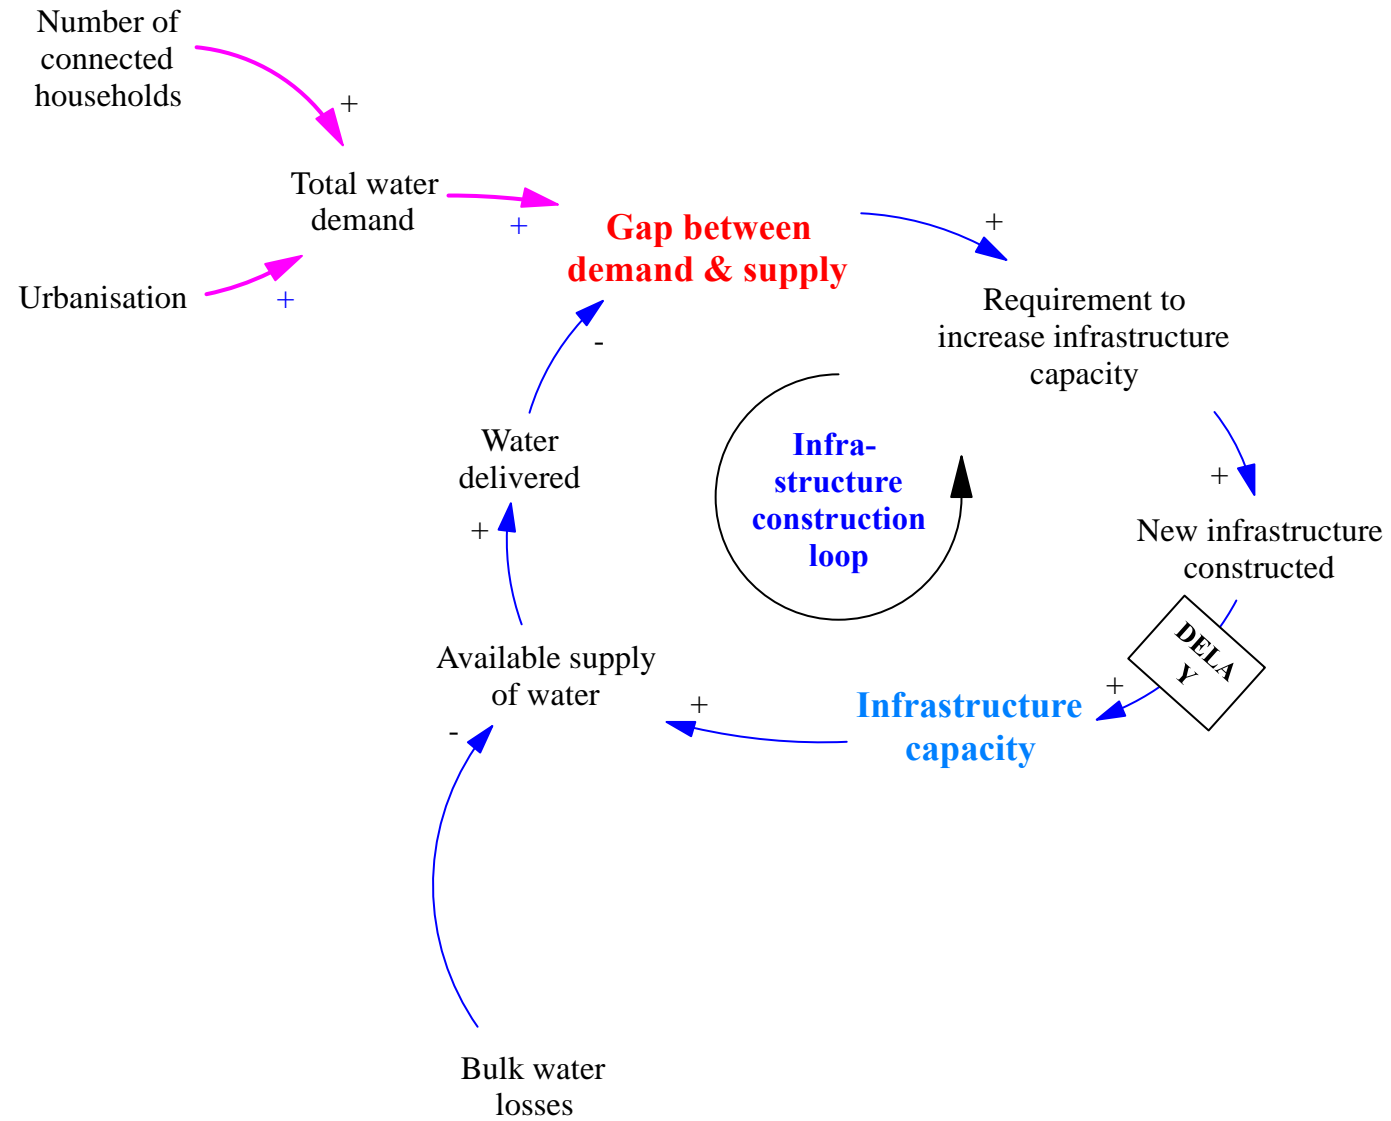 Number of
connected
households
+
Total water
demand
+
Urbanisation
+
Gap between
demand & supply
+
Requirement to
increase infrastructure
capacity
-
Water
delivered
+
Infra-
structure
construction
loop
+
New infrastructure
constructed
DELA
Y
+
Available supply
of water
+
Infrastructure
capacity
-
Bulk water
losses